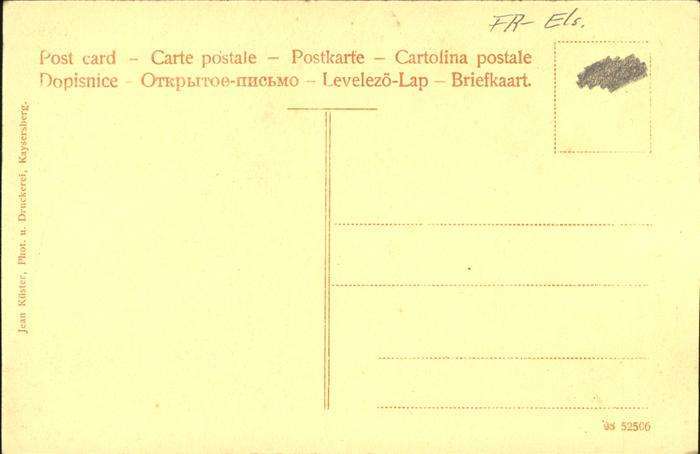 FR- Els.
Post card – Carte postale – Postkarte – Cartolina postale
Dopisnice – Открытое-письмо – Levelező-Lap – Briefkaart.
Jean Küster, Phot. u. Druckerei, Kaysersberg.
98 52506